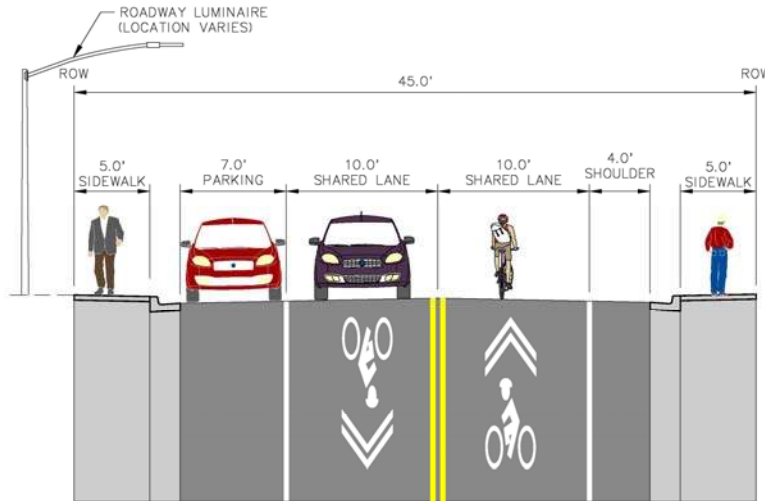 ROADWAY LUMINAIRE
(LOCATION VARIES)
ROW
ROW
45.0'
5.0'
SIDEWALK
7.0'
PARKING
10.0'
SHARED LANE
10.0'
SHARED LANE
4.0'
SHOULDER
5.0'
SIDEWALK